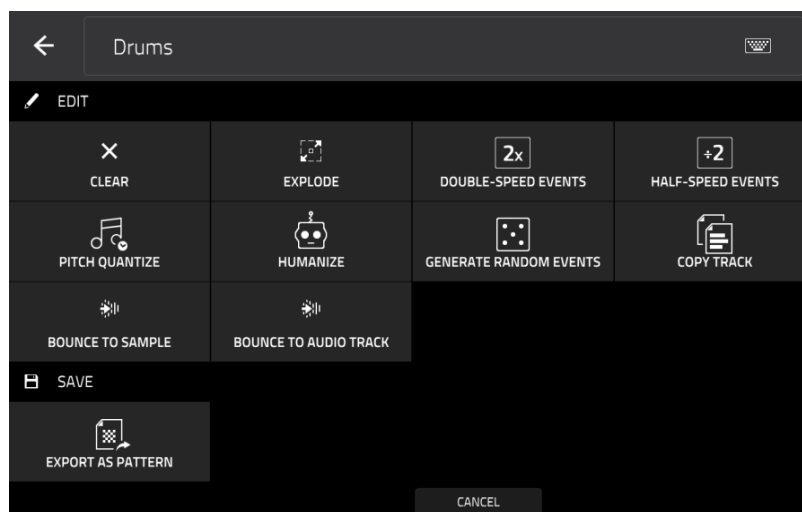 Drums
EDIT
CLEAR
EXPLODE
2x
DOUBLE-SPEED EVENTS
÷2
HALF-SPEED EVENTS
PITCH QUANTIZE
HUMANIZE
GENERATE RANDOM EVENTS
COPY TRACK
BOUNCE TO SAMPLE
BOUNCE TO AUDIO TRACK
SAVE
EXPORT AS PATTERN
CANCEL